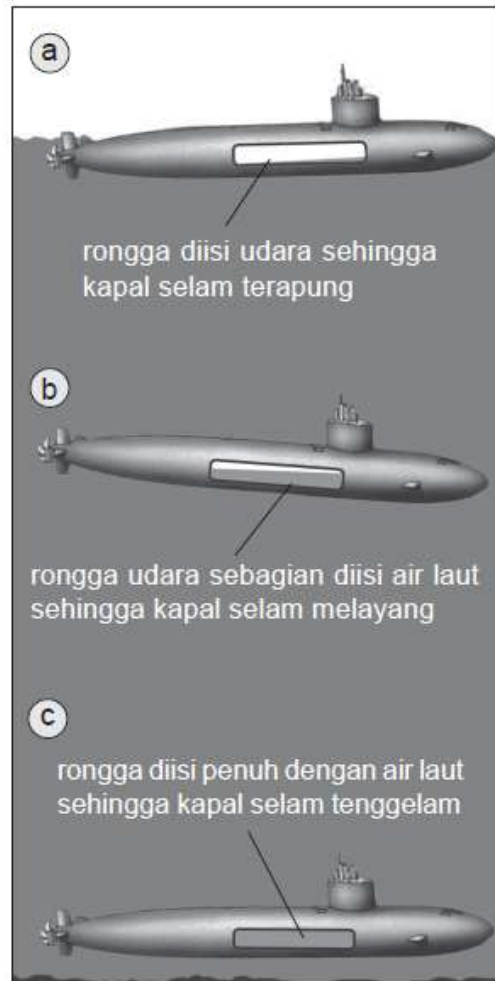 a
rongga diisi udara sehingga
kapal selam terapung
b
rongga udara sebagian diisi air laut
sehingga kapal selam melayang
c
rongga diisi penuh dengan air laut
sehingga kapal selam tenggelam